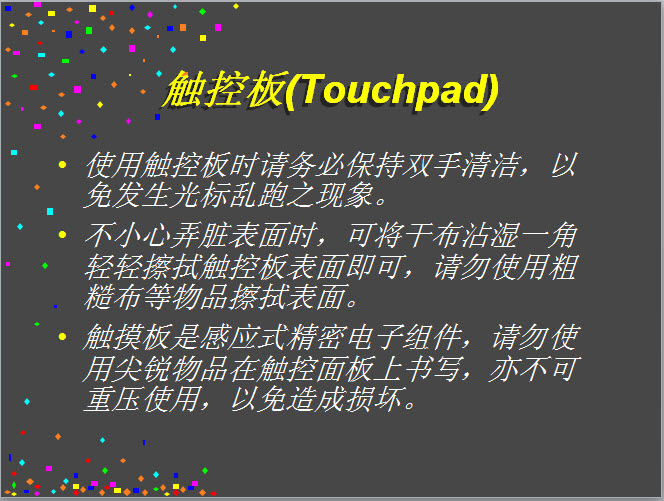 触控板(Touchpad)
• 使用触控板时请务必保持双手清洁，以
免发生光标乱跑之现象。
• 不小心弄脏表面时，可将干布沾湿一角
轻轻擦拭触控板表面即可，请勿使用粗
糙布等物品擦拭表面。
• 触摸板是感应式精密电子组件，请勿使
用尖锐物品在触控面板上书写，亦不可
重压使用，以免造成损坏。